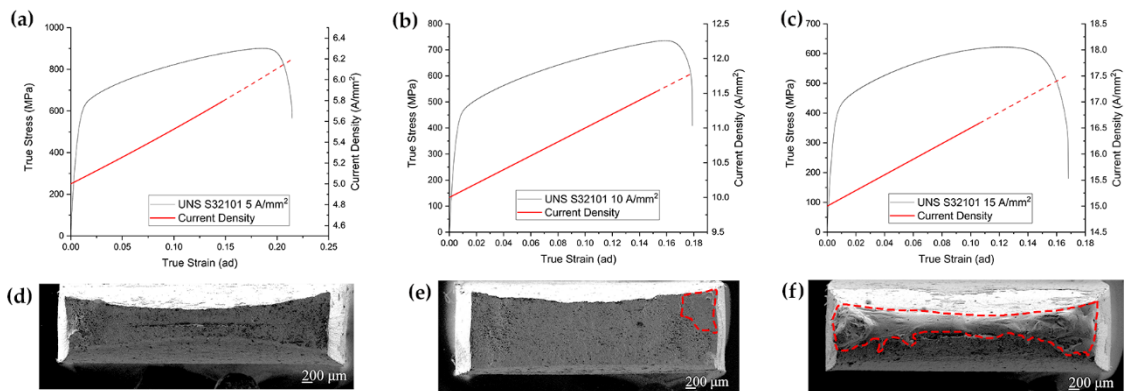 (a)
1000
900
800
700
600
500
400
300
200
100
0
True Stress (MPa)
0.00 0.05 0.10 0.15 0.20 0.25
True Strain (ad)
6.4
6.2
6.0
5.8
5.6
5.4
5.2
5.0
4.8
4.6
Current Density (A/mm²)
UNS S32101 5 A/mm²
Current Density
(b)
800
700
600
500
400
300
200
100
0
True Stress (MPa)
0.00 0.02 0.04 0.06 0.08 0.10 0.12 0.14 0.16 0.18
True Strain (ad)
12.5
12.0
11.5
11.0
10.5
10.0
9.5
Current Density (A/mm²)
UNS S32101 10 A/mm²
Current Density
(c)
700
600
500
400
300
200
100
0
True Stress (MPa)
0.00 0.02 0.04 0.06 0.08 0.10 0.12 0.14 0.16 0.18
True Strain (ad)
18.5
18.0
17.5
17.0
16.5
16.0
15.5
15.0
14.5
14.0
Current Density (A/mm²)
UNS S32101 15 A/mm²
Current Density
(d)
200 µm
(e)
200 µm
(f)
200 µm